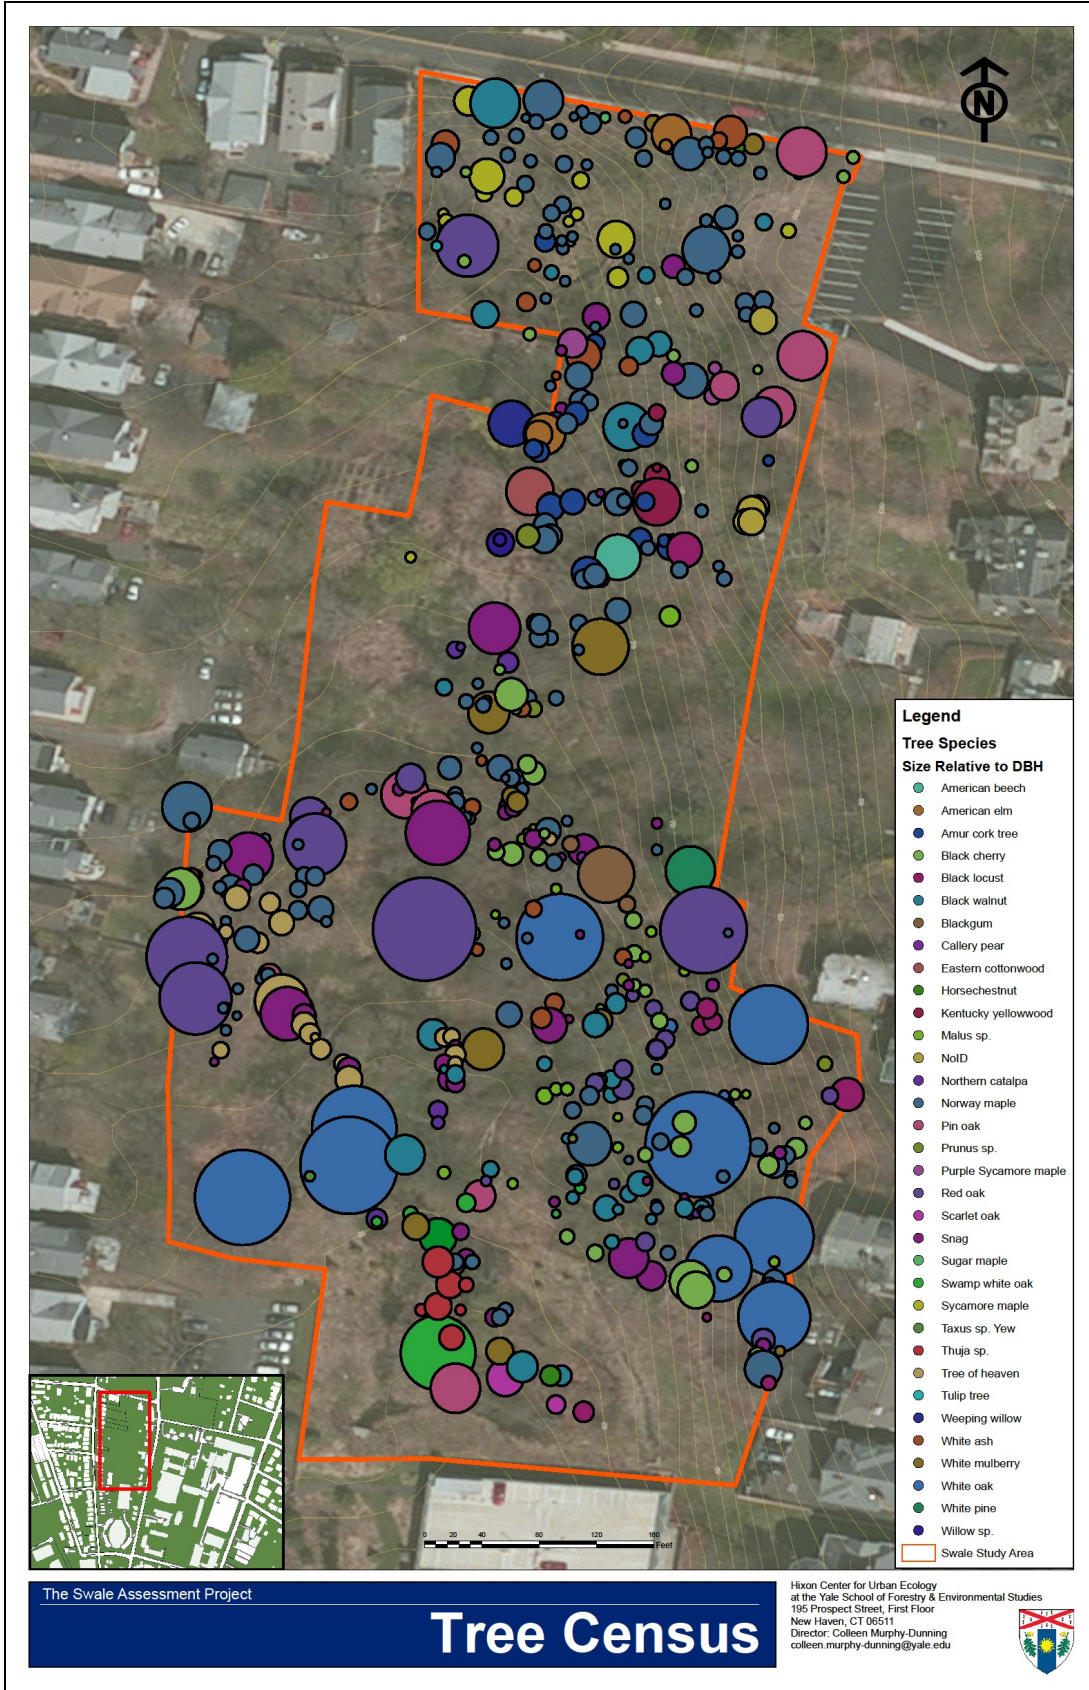 N
Legend
Tree Species
Size Relative to DBH
American beech
American elm
Amur cork tree
Black cherry
Black locust
Black walnut
Blackgum
Callery pear
Eastern cottonwood
Horsechestnut
Kentucky yellowwood
Malus sp.
NoID
Northern catalpa
Norway maple
Pin oak
Prunus sp.
Purple Sycamore maple
Red oak
Scarlet oak
Snag
Sugar maple
Swamp white oak
Sycamore maple
Taxus sp. Yew
Thuja sp.
Tree of heaven
Tulip tree
Weeping willow
White ash
White mulberry
White oak
White pine
Willow sp.
Swale Study Area
0 20 40 80 120 160
Feet
The Swale Assessment Project
Tree Census
Hixon Center for Urban Ecology
at the Yale School of Forestry & Environmental Studies
195 Prospect Street, First Floor
New Haven, CT 06511
Director: Colleen Murphy-Dunning
colleen.murphy-dunning@yale.edu